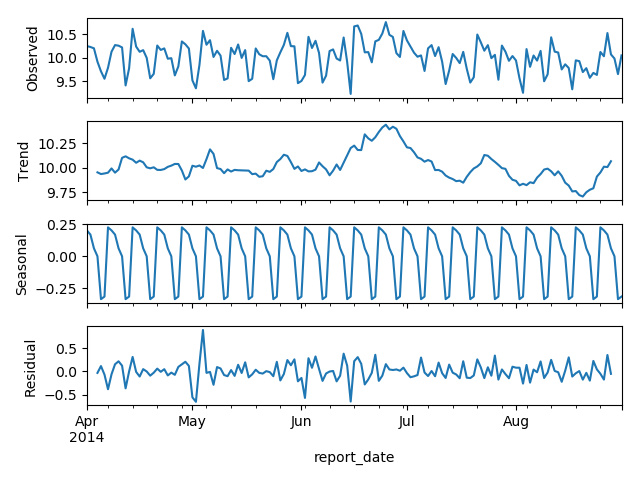 Observed
10.5
10.0
9.5
Trend
10.25
10.00
9.75
Seasonal
0.25
0.00
−0.25
Residual
0.5
0.0
−0.5
Apr May Jun Jul Aug
2014
report_date